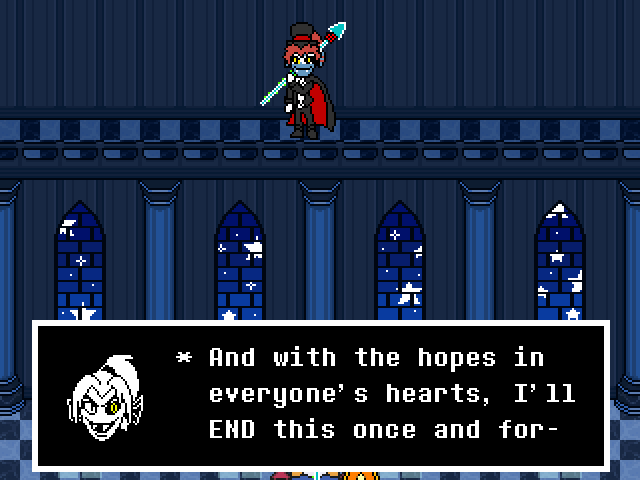 * And with the hopes in
everyone's hearts, I'll
END this once and for-